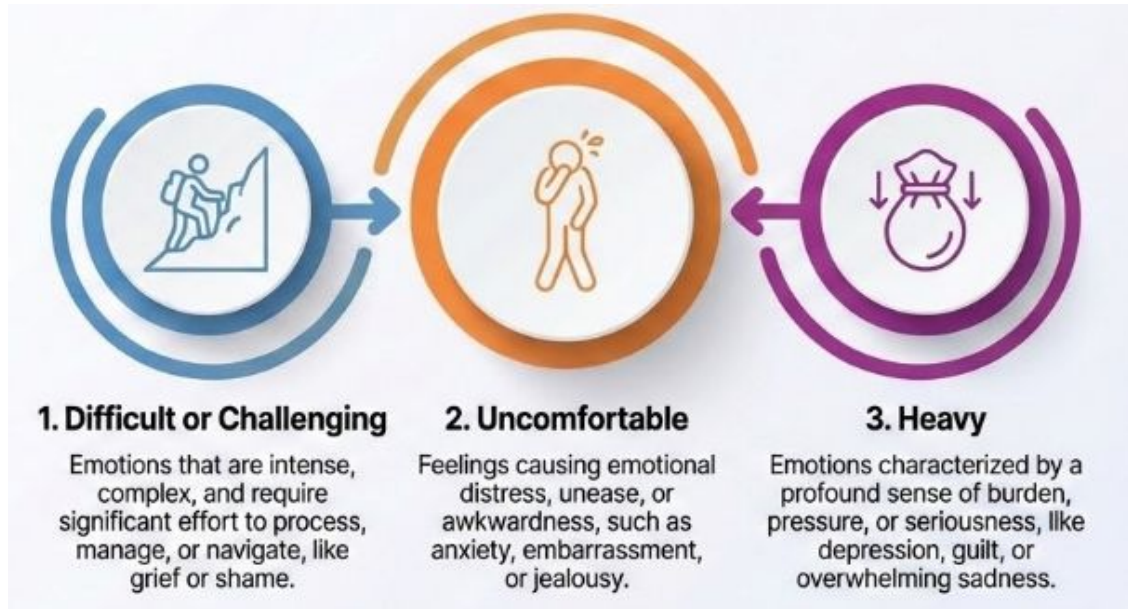 1. Difficult or Challenging
Emotions that are intense,
complex, and require
significant effort to process,
manage, or navigate, like
grief or shame.
2. Uncomfortable
Feelings causing emotional
distress, unease, or
awkwardness, such as
anxiety, embarrassment,
or jealousy.
3. Heavy
Emotions characterized by a
profound sense of burden,
pressure, or seriousness, like
depression, guilt, or
overwhelming sadness.